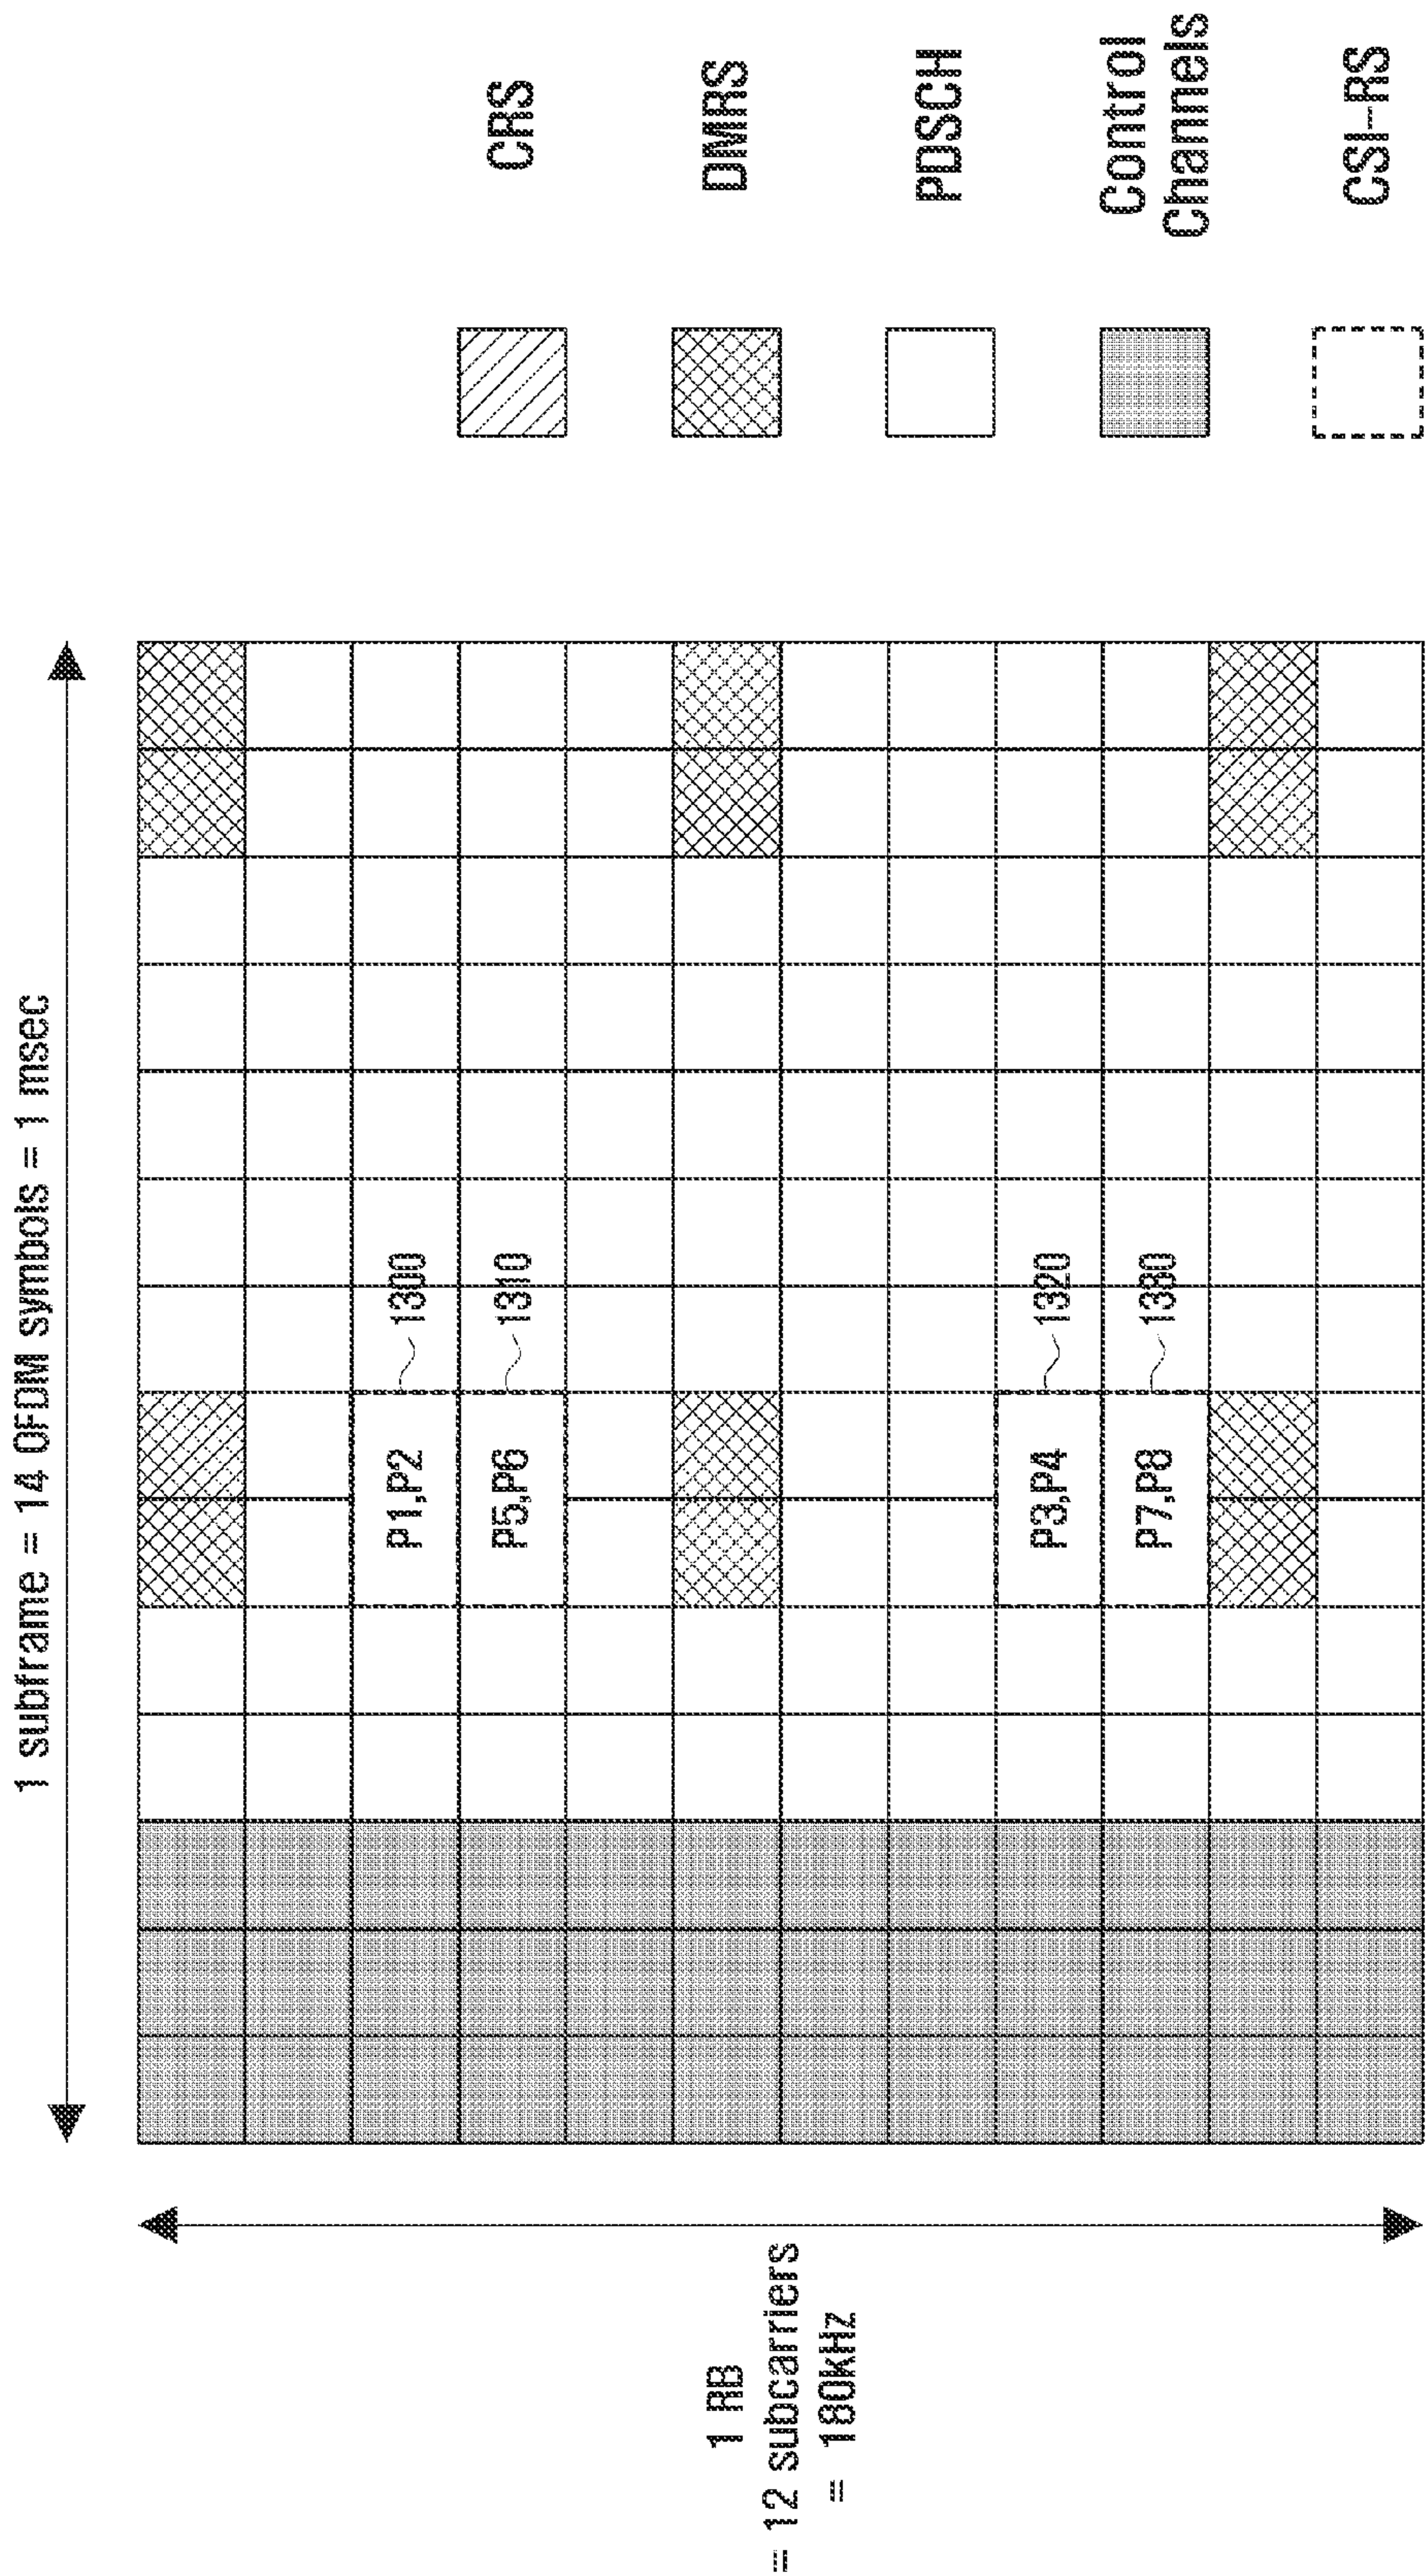 1 subframe = 14 OFDM symbols = 1 msec
1 RB
= 12 subcarriers
= 180kHz
P1,P2
1300
P5,P6
1310
P3,P4
1320
P7,P8
1330
CRS
DMRS
PDSCH
Control
channels
CSI-RS